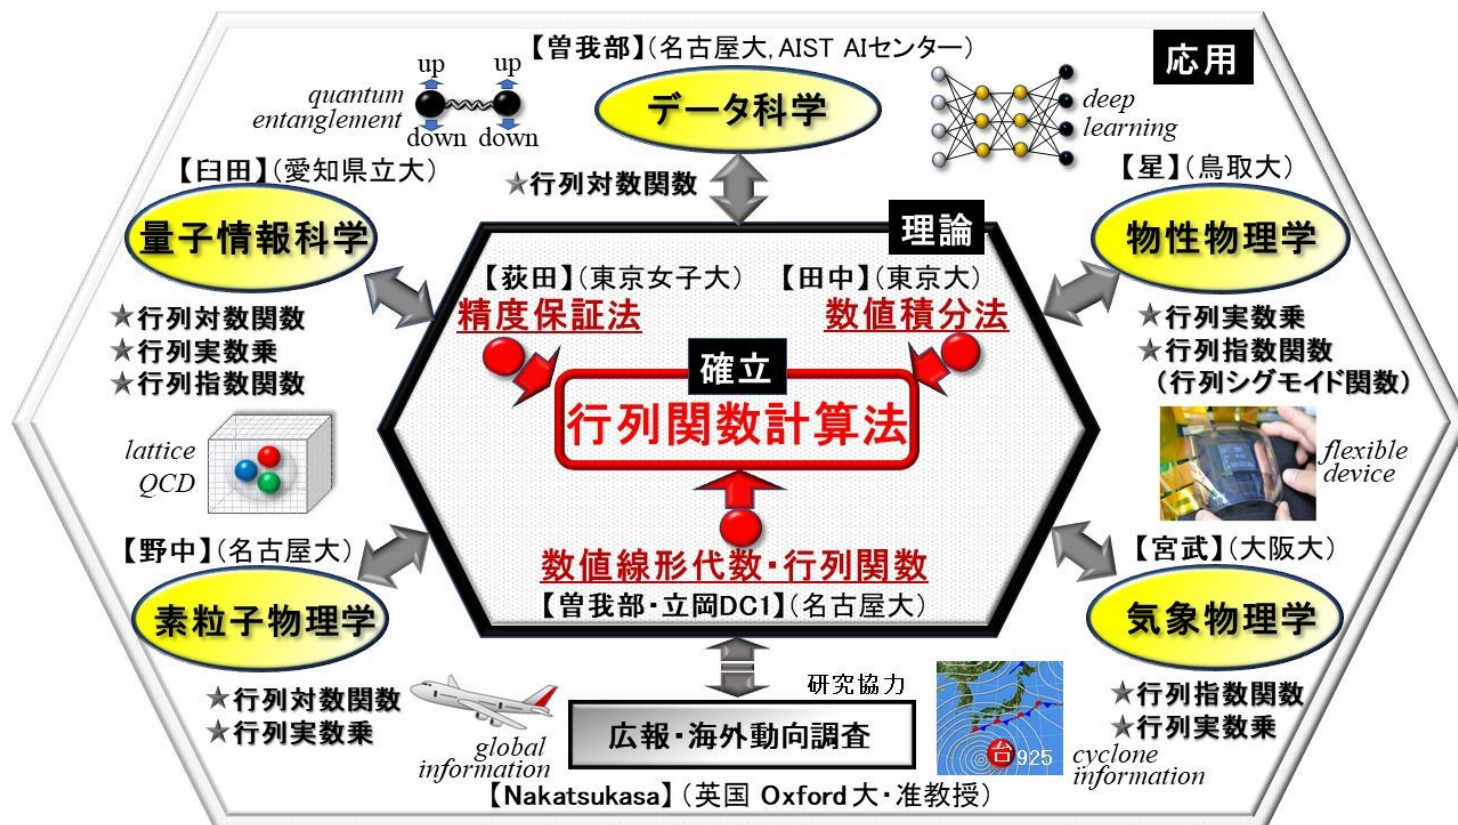 【曽我部】(名古屋大, AIST AIセンター)
応用
データ科学
up up
quantum
entanglement
down down
deep
learning
【臼田】(愛知県立大)
★行列対数関数
【星】(鳥取大)
量子情報科学
物性物理学
理論
【荻田】(東京女子大)
【田中】(東京大)
精度保証法
数値積分法
★行列対数関数
★行列実数乗
★行列指数関数
★行列実数乗
★行列指数関数
(行列シグモイド関数)
確立
行列関数計算法
lattice
QCD
flexible
device
【野中】(名古屋大)
【宮武】(大阪大)
数値線形代数・行列関数
【曽我部・立岡DC1】(名古屋大)
素粒子物理学
気象物理学
★行列対数関数
★行列実数乗
研究協力
★行列指数関数
★行列実数乗
global
information
広報・海外動向調査
台925
cyclone
information
【Nakatsukasa】(英国 Oxford大・准教授)